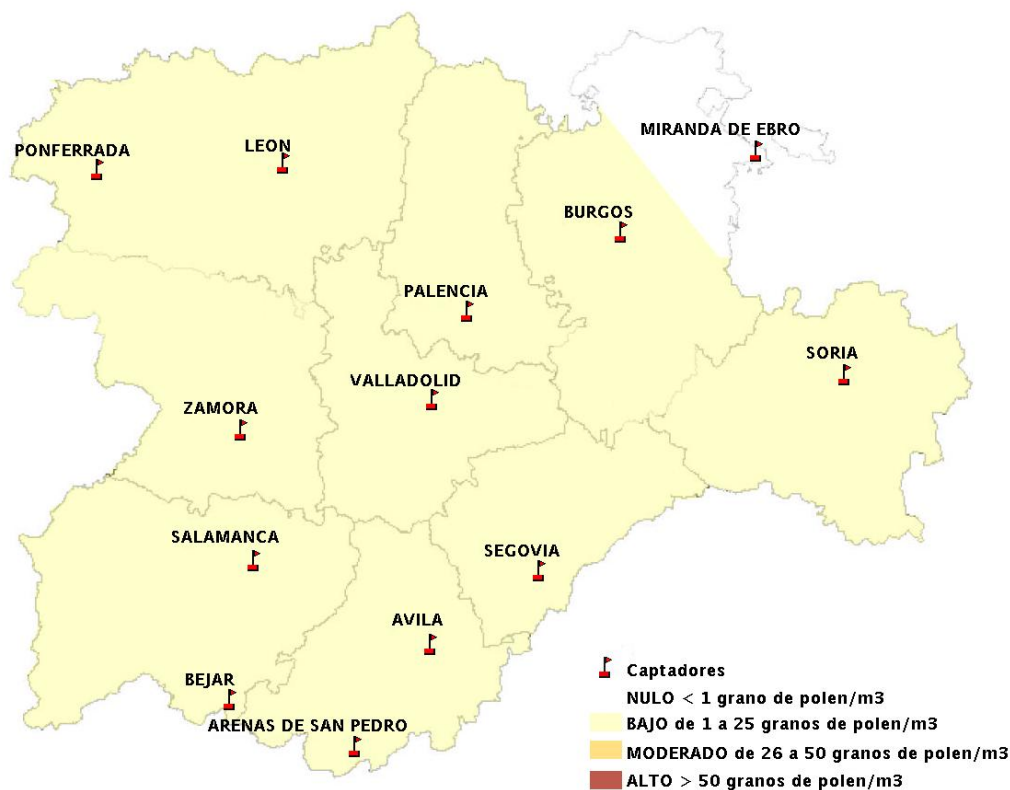 MIRANDA DE EBRO
PONFERRADA
LEON
BURGOS
PALENCIA
SORIA
VALLADOLID
ZAMORA
SALAMANCA
SEGOVIA
AVILA
BEJAR
ARENAS DE SAN PEDRO
Captadores
NULO < 1 grano de polen/m3
BAJO de 1 a 25 granos de polen/m3
MODERADO de 26 a 50 granos de polen/m3
ALTO > 50 granos de polen/m3